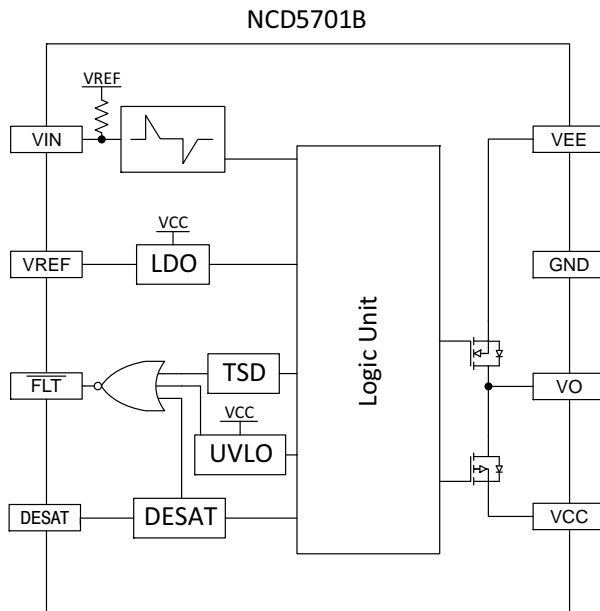 NCD5701B
VREF
VIN
VEE
VCC
VREF
LDO
GND
Logic Unit
FLT
TSD
VO
VCC
UVLO
DESAT
DESAT
VCC